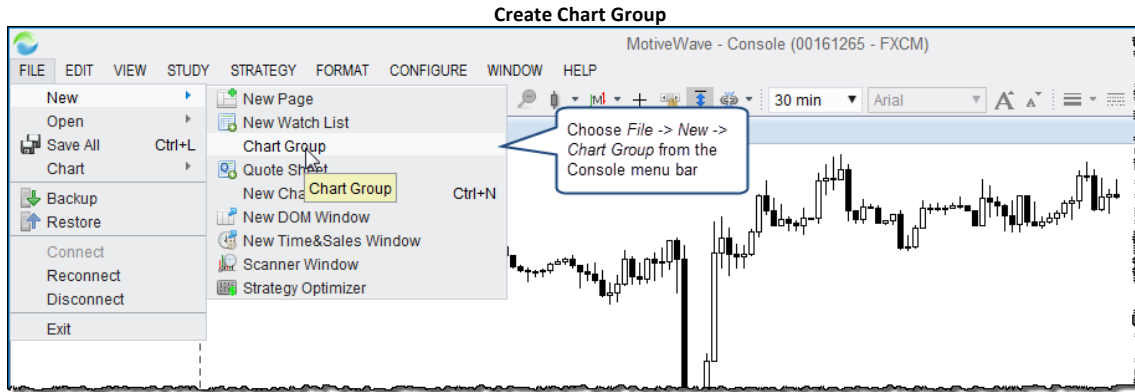 Create Chart Group
MotiveWave - Console (00161265 - FXCM)
FILE EDIT VIEW STUDY STRATEGY FORMAT CONFIGURE WINDOW HELP
New
Open
Save All Ctrl+L
Chart
Backup
Restore
Connect
Reconnect
Disconnect
Exit
New Page
New Watch List
Chart Group
Quote Sheet
New Cha Ctrl+N
Chart Group
New DOM Window
New Time&Sales Window
Scanner Window
Strategy Optimizer
30 min Arial A A
Choose File -> New ->
Chart Group from the
Console menu bar